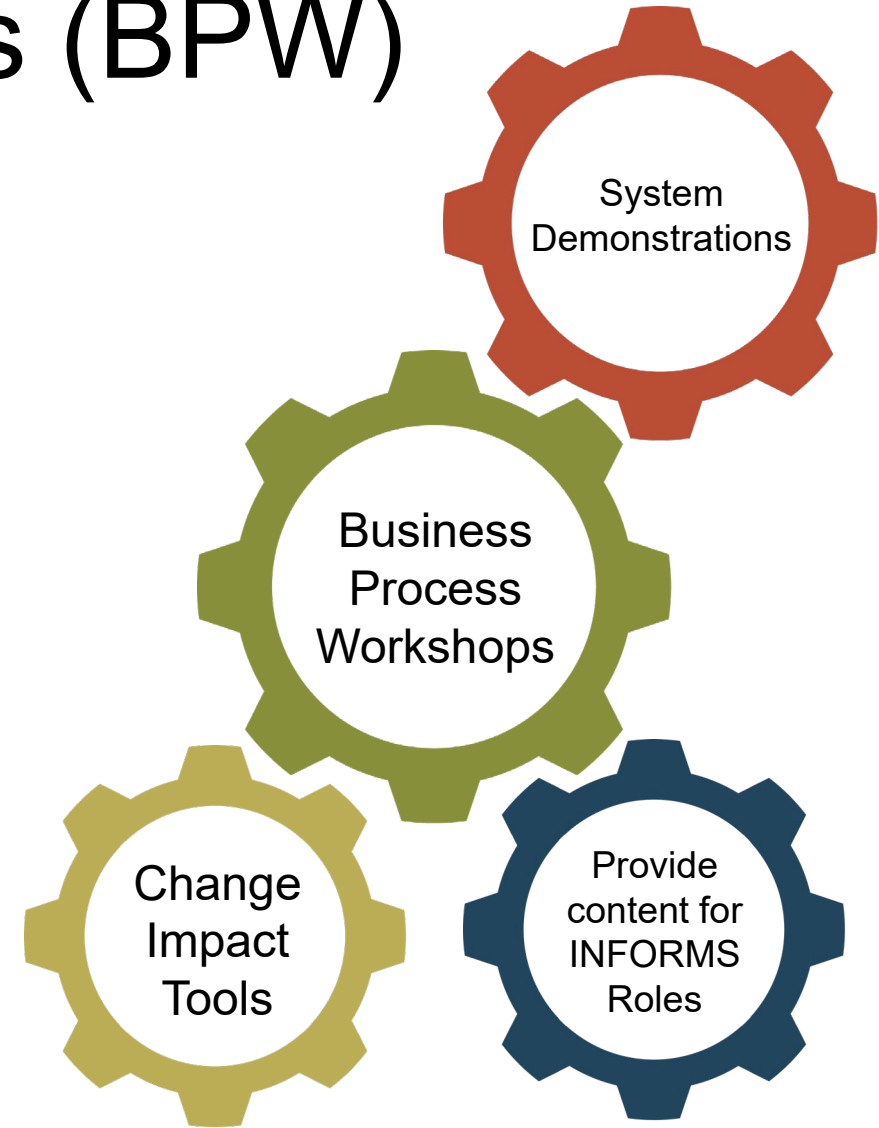 s (BPW)
System
Demonstrations
Business
Process
Workshops
Change
Impact
Tools
Provide
content for
INFORMS
Roles